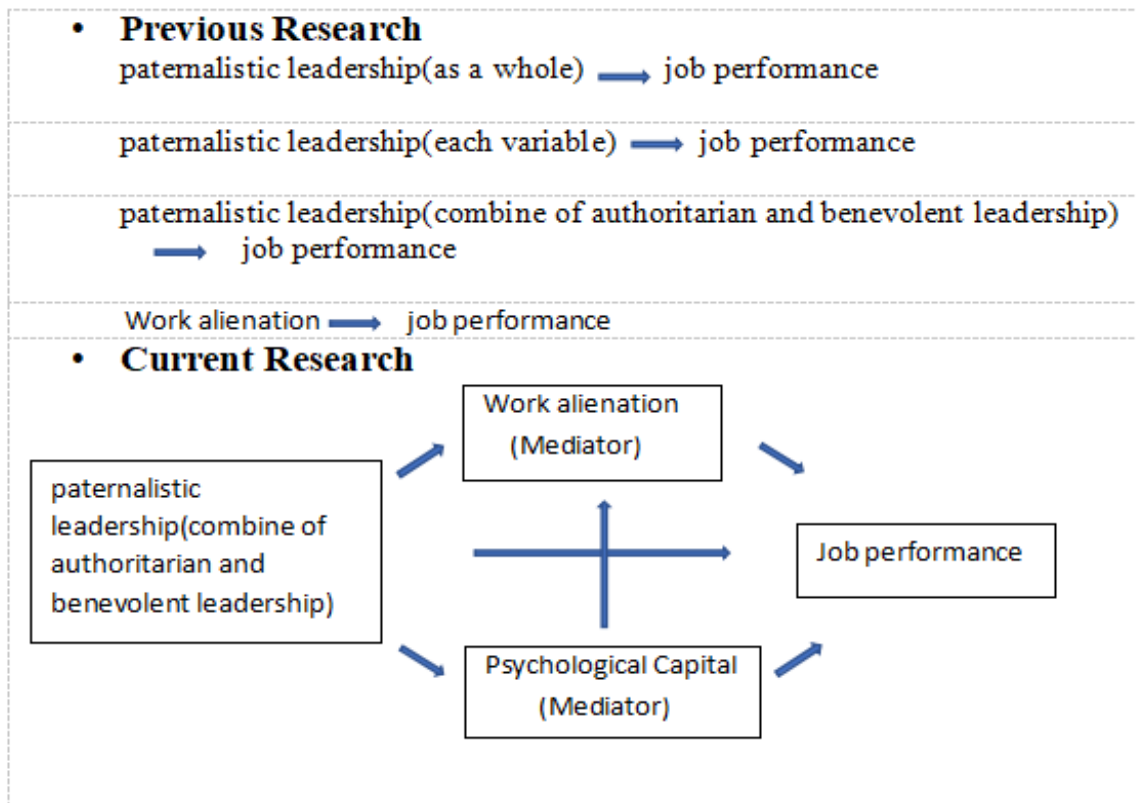 • Previous Research
paternalistic leadership(as a whole) → job performance
paternalistic leadership(each variable) → job performance
paternalistic leadership(combine of authoritarian and benevolent leadership)
→ job performance
Work alienation → job performance
• Current Research
Work alienation
(Mediator)
paternalistic
leadership(combine of
authoritarian and
benevolent leadership)
Job performance
Psychological Capital
(Mediator)